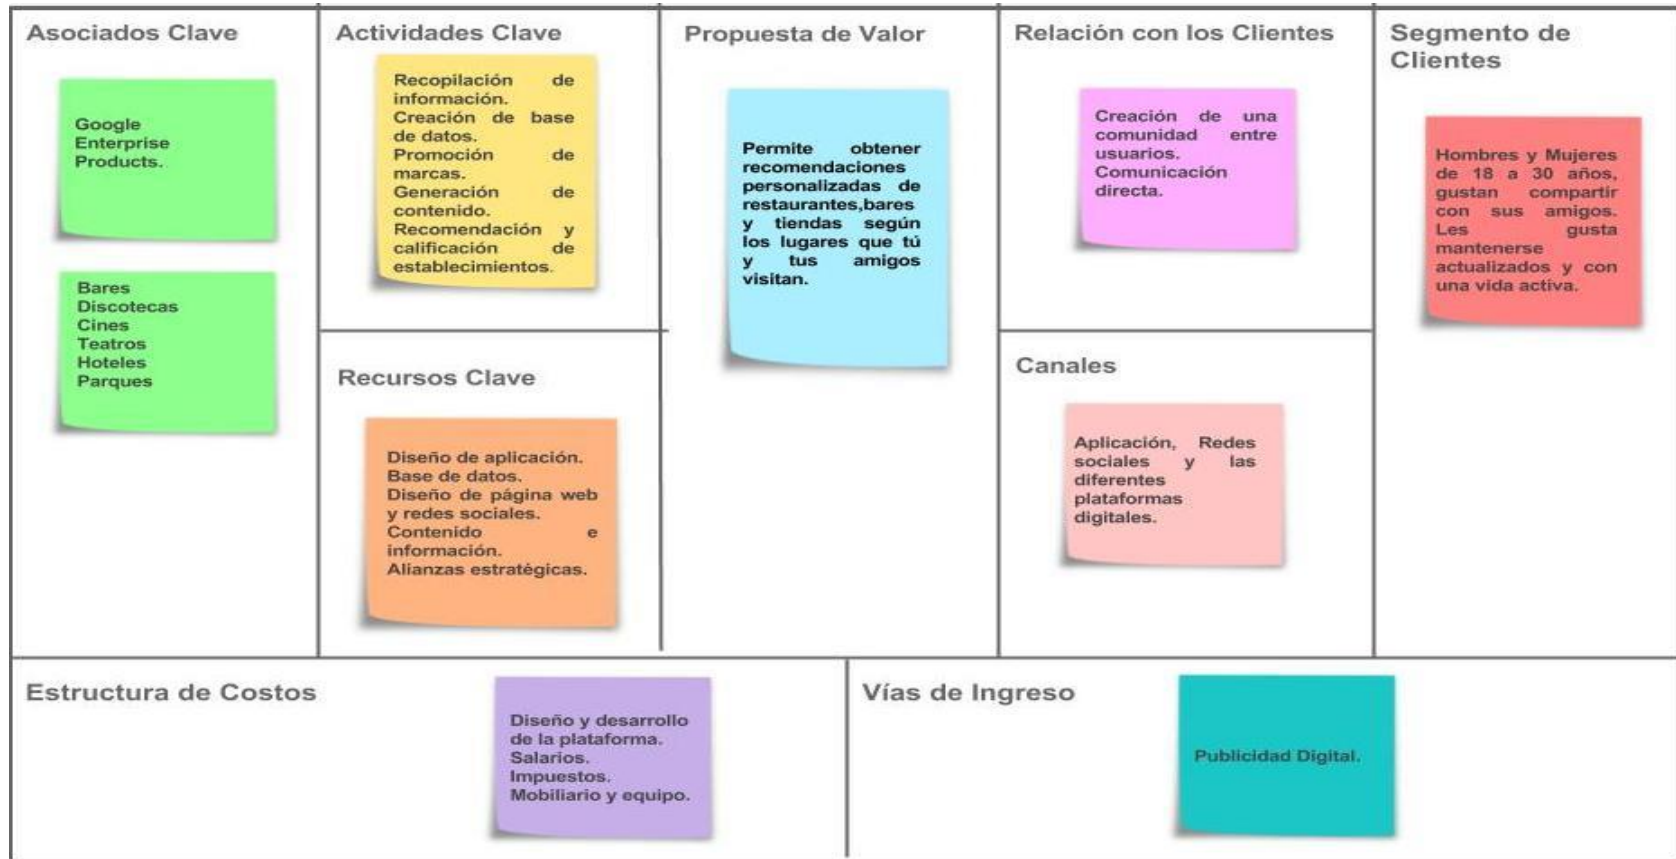 Asociados Clave
Google
Enterprise
Products.
Bares
Discotecas
Cines
Teatros
Hoteles
Parques
Actividades Clave
Recopilación de
información.
Creación de base
de datos.
Promoción de
marcas.
Generación de
contenido.
Recomendación y
calificación de
establecimientos.
Recursos Clave
Diseño de aplicación.
Base de datos.
Diseño de página web
y redes sociales.
Contenido e
información.
Alianzas estratégicas.
Propuesta de Valor
Permite obtener
recomendaciones
personalizadas de
restaurantes,bares
y tiendas según
los lugares que tú
y tus amigos
visitan.
Relación con los Clientes
Creación de una
comunidad entre
usuarios.
Comunicación
directa.
Canales
Aplicación, Redes
sociales y las
diferentes
plataformas
digitales.
Segmento de
Clientes
Hombres y Mujeres
de 18 a 30 años,
gustan compartir
con sus amigos.
Les gusta
mantenerse
actualizados y con
una vida activa.
Estructura de Costos
Diseño y desarrollo
de la plataforma.
Salarios.
Impuestos.
Mobiliario y equipo.
Vías de Ingreso
Publicidad Digital.